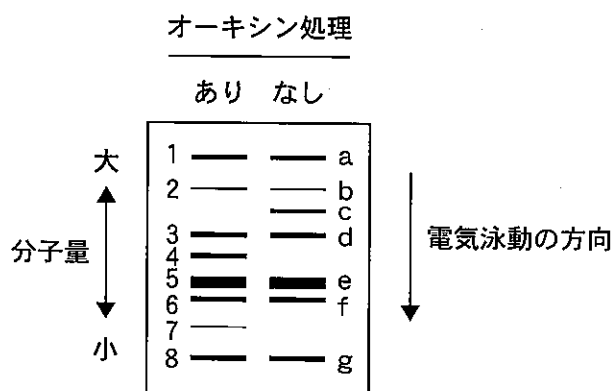 オーキシン処理
あり なし
大
分子量
小
1 a
2 b
c
3 d
4
5 e
6 f
7
8 g
電気泳動の方向